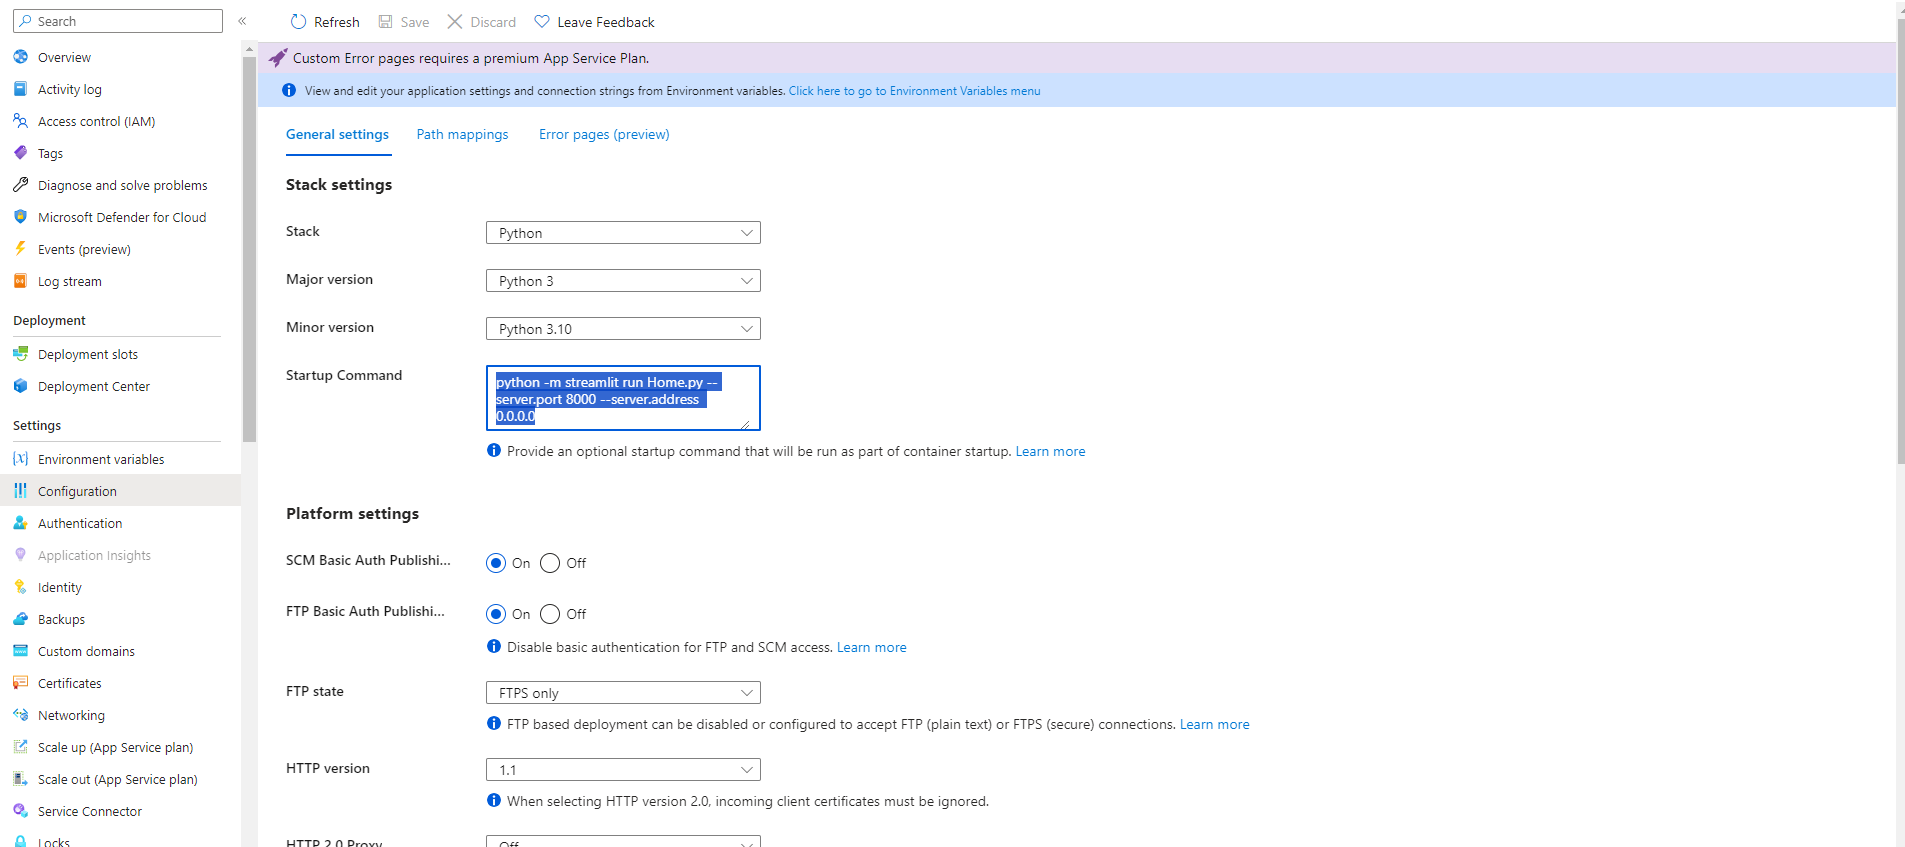 Search
«
Refresh
Save
Discard
Leave Feedback
Overview
Activity log
Access control (IAM)
Tags
Diagnose and solve problems
Microsoft Defender for Cloud
Events (preview)
Log stream
Deployment
Deployment slots
Deployment Center
Settings
Environment variables
Configuration
Authentication
Application Insights
Identity
Backups
Custom domains
Certificates
Networking
Scale up (App Service plan)
Scale out (App Service plan)
Service Connector
Locks
Custom Error pages requires a premium App Service Plan.
View and edit your application settings and connection strings from Environment variables. Click here to go to Environment Variables menu
General settings
Path mappings
Error pages (preview)
Stack settings
Stack
Python
Major version
Python 3
Minor version
Python 3.10
Startup Command
python -m streamlit run Home.py --
server.port 8000 --server.address
0.0.0.0
Provide an optional startup command that will be run as part of container startup. Learn more
Platform settings
SCM Basic Auth Publishi...
On
Off
FTP Basic Auth Publishi...
On
Off
Disable basic authentication for FTP and SCM access. Learn more
FTP state
FTPS only
FTP based deployment can be disabled or configured to accept FTP (plain text) or FTPS (secure) connections. Learn more
HTTP version
1.1
When selecting HTTP version 2.0, incoming client certificates must be ignored.
HTTP 2.0 Proxy
Off